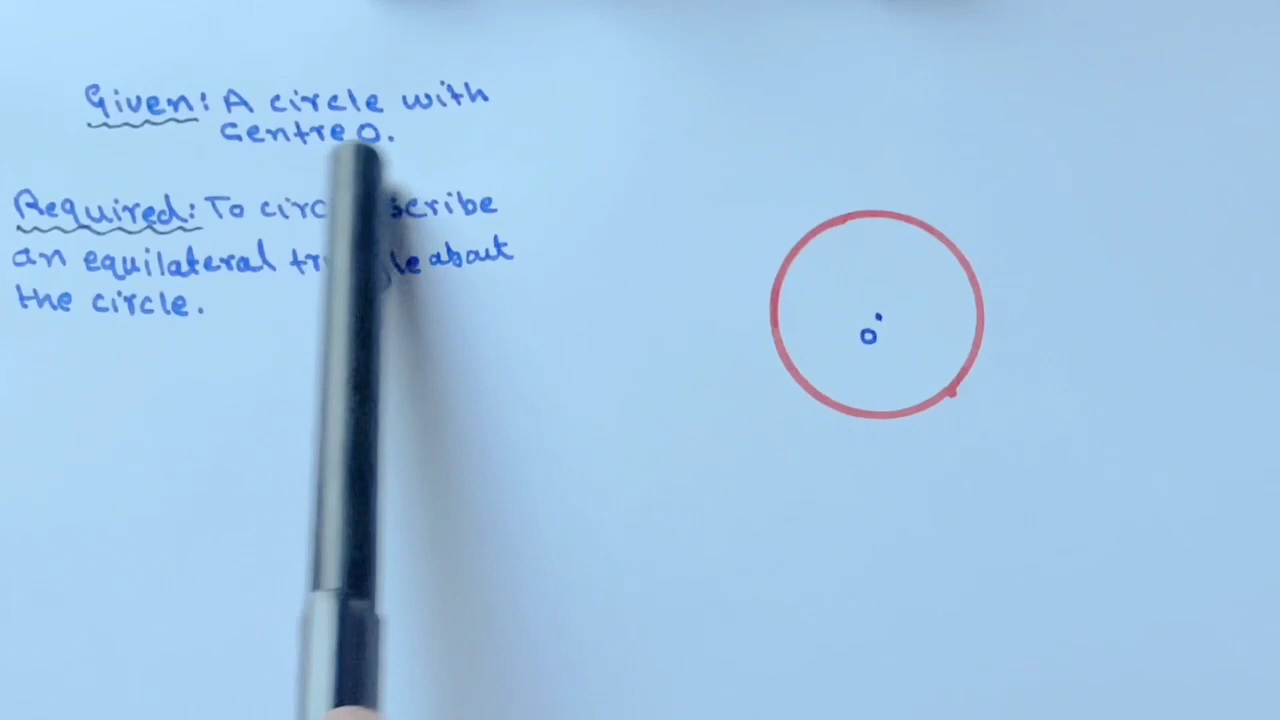 Given: A circle with
Centre O.
Required: To circ scribe
an equilateral tr le about
the circle.
O